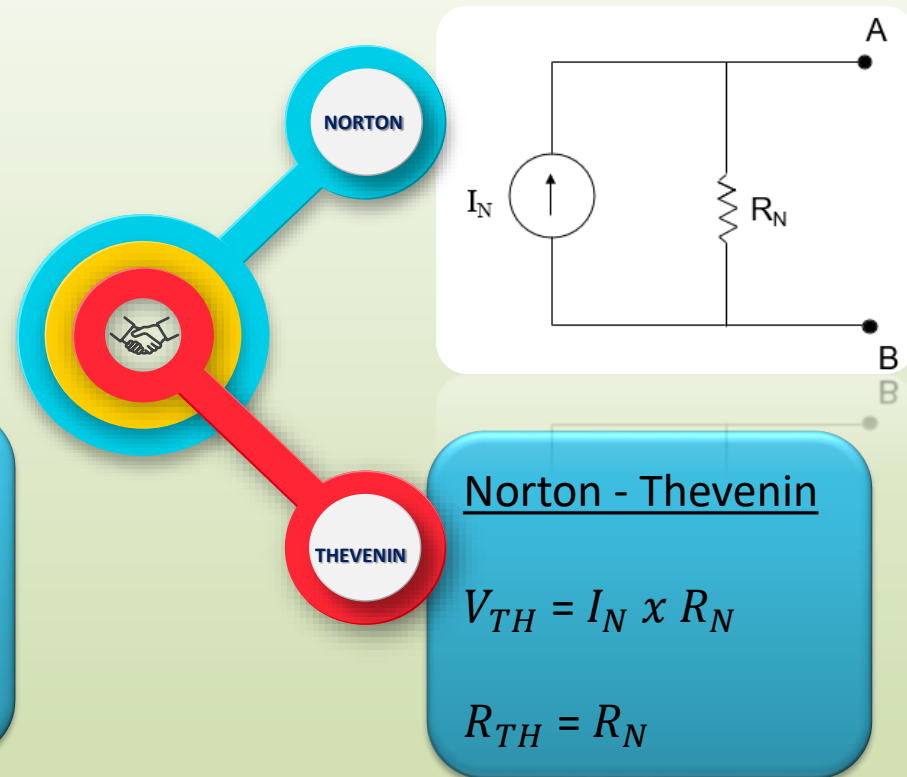 NORTON
A
I_N
R_N
B
B
THEVENIN
Norton - Thevenin
V_TH = I_N x R_N
R_TH = R_N